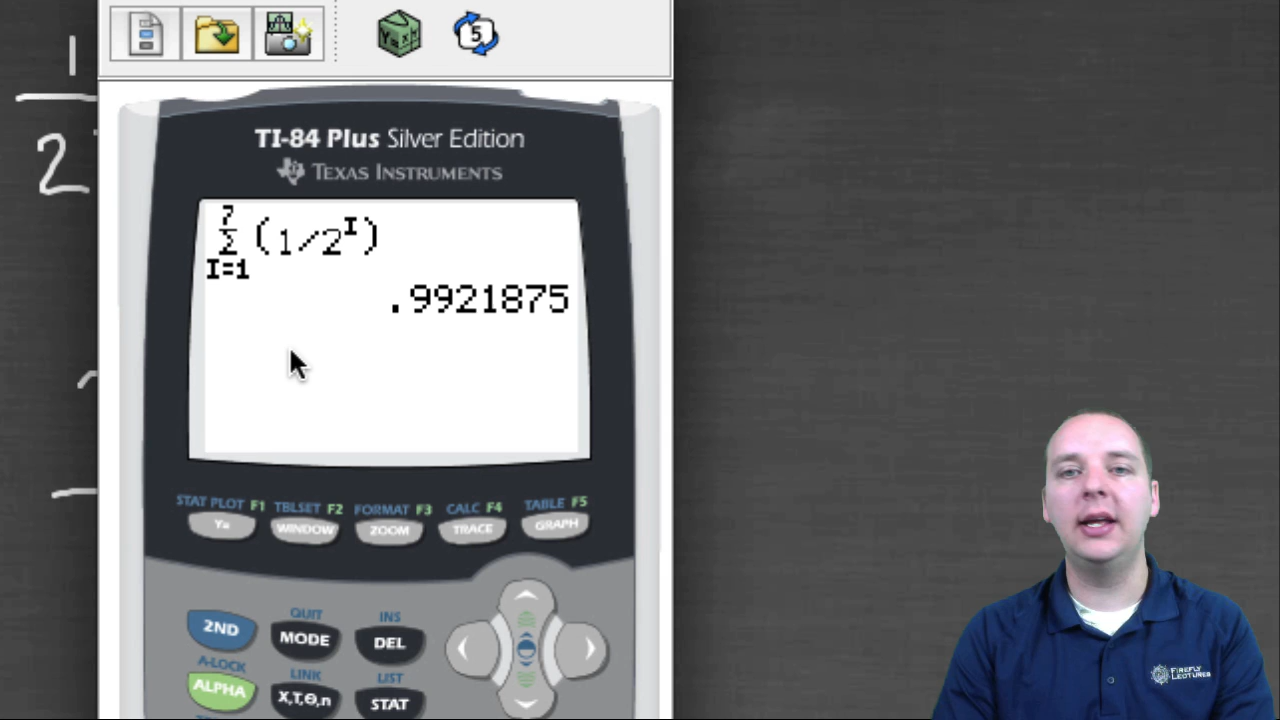 1
2
5
TI-84 Plus Silver Edition
TEXAS INSTRUMENTS
7
Σ (1/2^I)
I=1
.9921875
STAT PLOT F1 TBLSET F2 FORMAT F3 CALC F4 TABLE F5
Y= WINDOW ZOOM TRACE GRAPH
QUIT INS
2ND MODE DEL
A-LOCK LINK LIST
ALPHA X,T,Θ,n STAT
FIREFLY
LECTURES